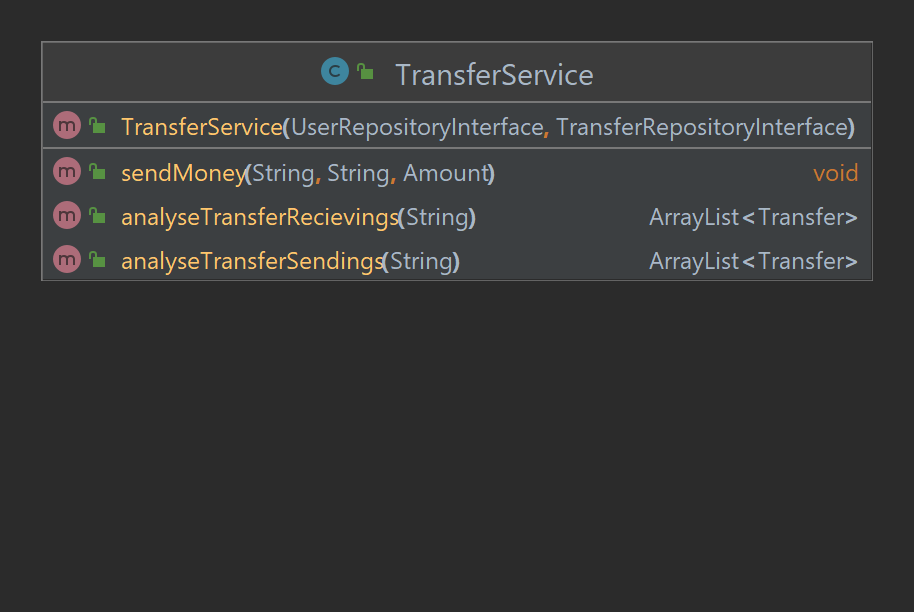 C TransferService
m TransferService(UserRepositoryInterface, TransferRepositoryInterface)
m sendMoney(String, String, Amount) void
m analyseTransferRecievings(String) ArrayList<Transfer>
m analyseTransferSendings(String) ArrayList<Transfer>